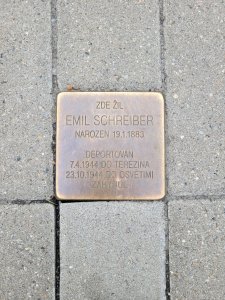 ZDE ŽIL
EMIL SCHREIBER
NAROZEN 19.1.1883
DEPORTOVÁN
7.4.1944 DO TEREZÍNA
23.10.1944 DO OSVĚTIMI
ZAHYNUL